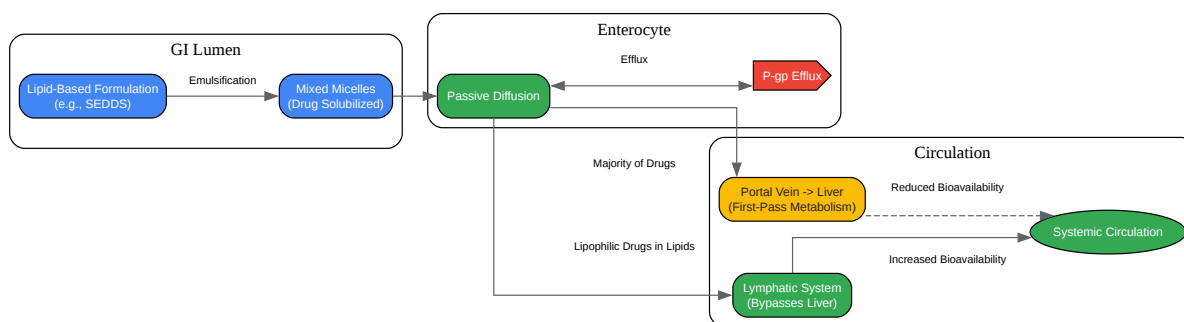 GI Lumen
Lipid-Based Formulation
(e.g., SEDDS)
Emulsification
Mixed Micelles
(Drug Solubilized)
Enterocyte
Passive Diffusion
Efflux
P-gp Efflux
Majority of Drugs
Lipophilic Drugs in Lipids
Circulation
Portal Vein -> Liver
(First-Pass Metabolism)
Reduced Bioavailability
Systemic Circulation
Increased Bioavailability
Lymphatic System
(Bypasses Liver)